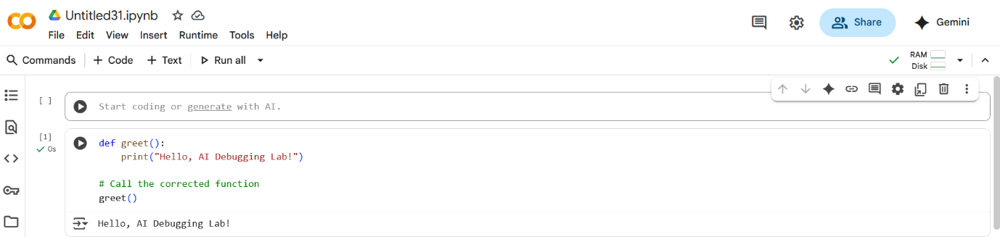 Untitled31.ipynb
File Edit View Insert Runtime Tools Help
Share
Gemini
Commands + Code + Text Run all
RAM
Disk
[ ]
Start coding or generate with AI.
[1]
0s
def greet():
    print("Hello, AI Debugging Lab!")
# Call the corrected function
greet()
Hello, AI Debugging Lab!